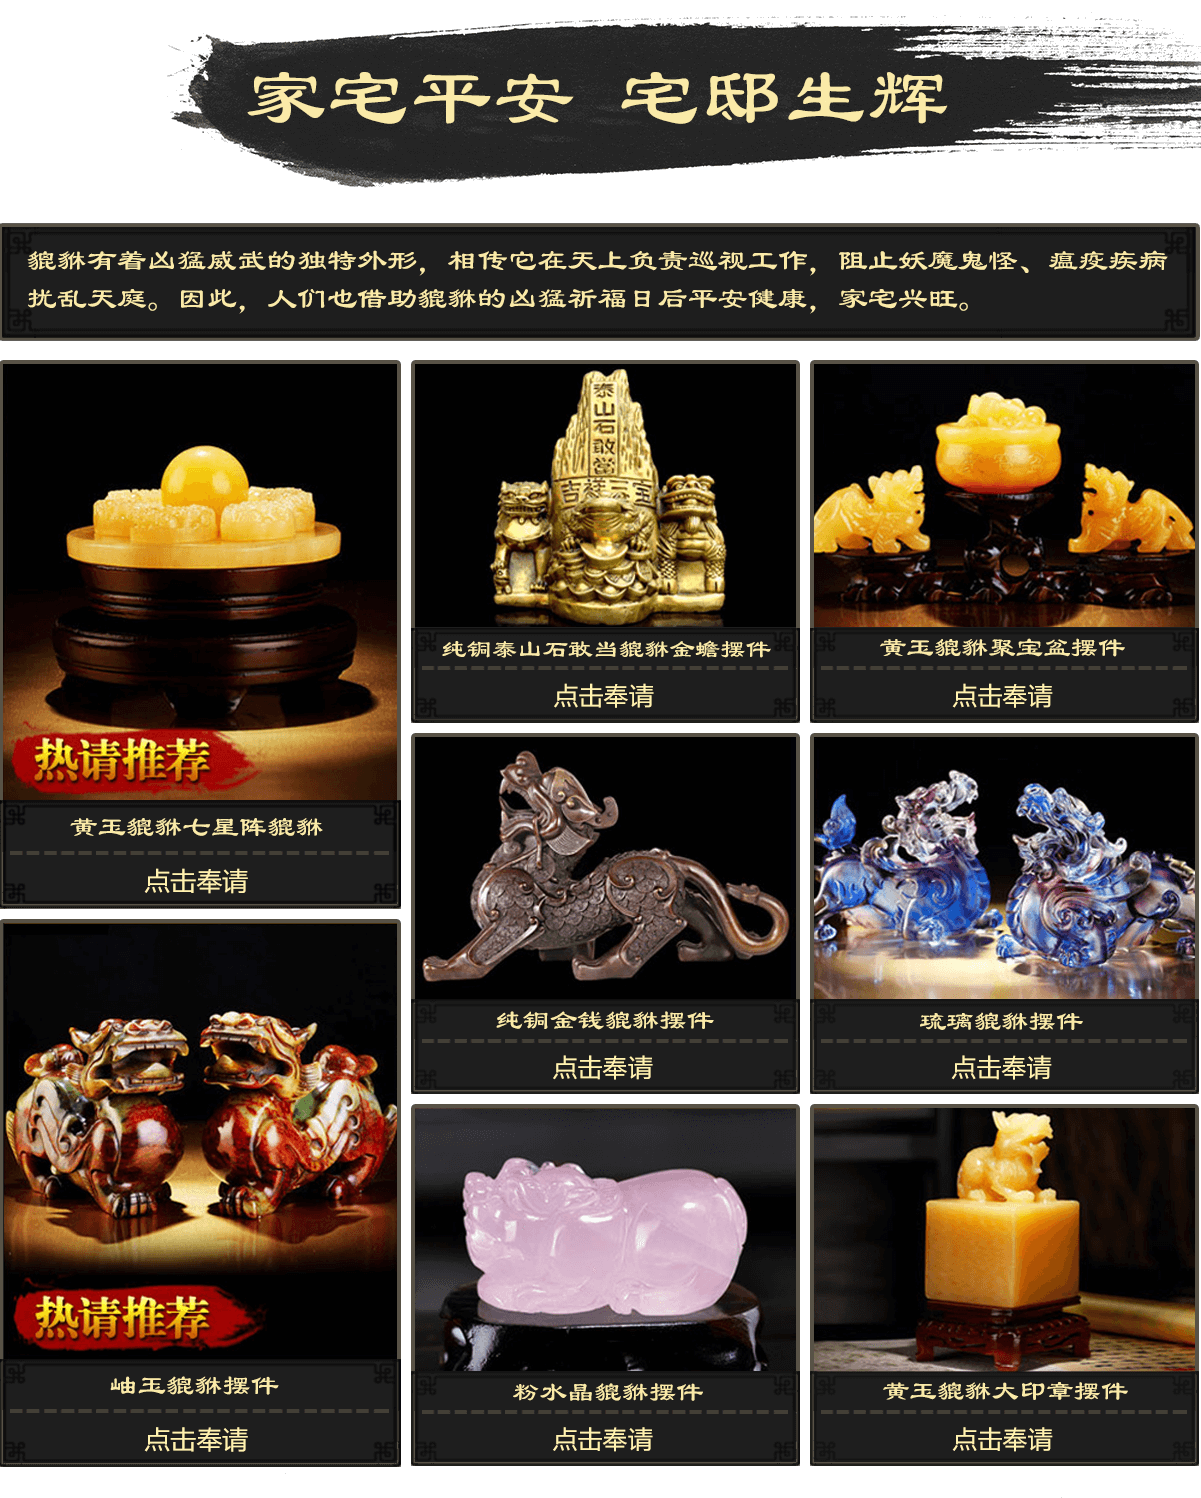 家宅平安 宅邸生辉
貔貅有着凶猛威武的独特外形，相传它在天上负责巡视工作，阻止妖魔鬼怪、瘟疫疾病
扰乱天庭。因此，人们也借助貔貅的凶猛祈福日后平安健康，家宅兴旺。
热请推荐
黄玉貔貅七星阵貔貅
点击奉请
泰山石敢當
吉祥三宝
纯铜泰山石敢当貔貅金蟾摆件
点击奉请
黄玉貔貅聚宝盆摆件
点击奉请
纯铜金钱貔貅摆件
点击奉请
琉璃貔貅摆件
点击奉请
热请推荐
岫玉貔貅摆件
点击奉请
粉水晶貔貅摆件
点击奉请
黄玉貔貅大印章摆件
点击奉请